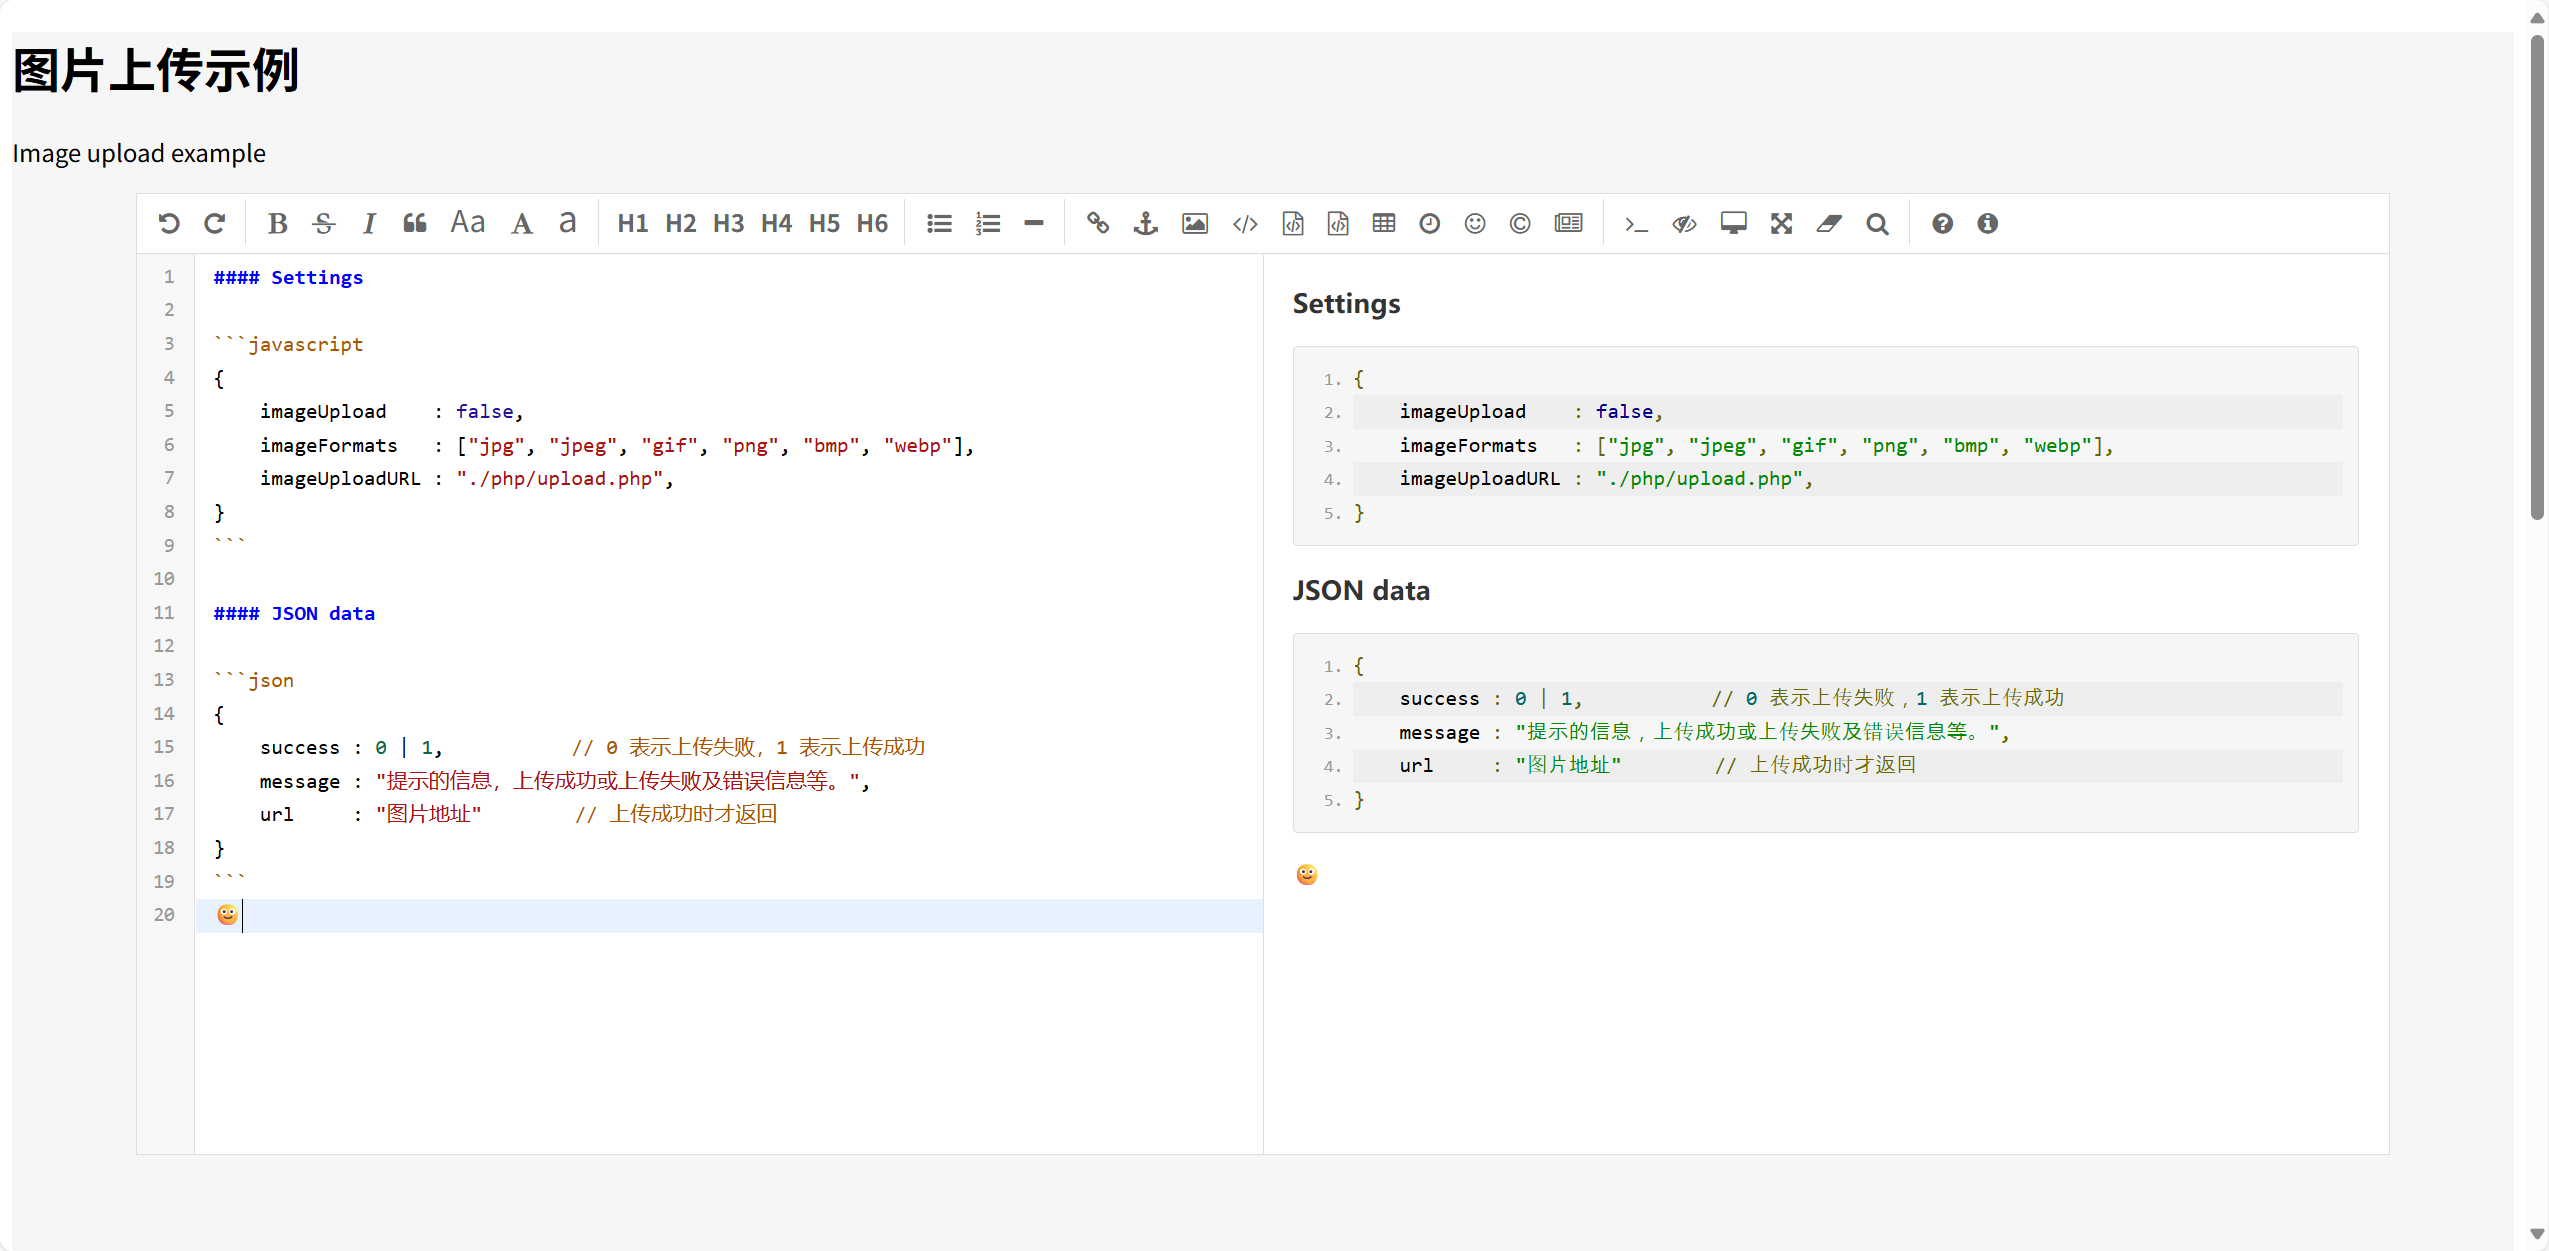 图片上传示例
Image upload example
B S I Aa A a H1 H2 H3 H4 H5 H6
1 #### Settings
2
3 ```javascript
4 {
5     imageUpload    : false,
6     imageFormats   : ["jpg", "jpeg", "gif", "png", "bmp", "webp"],
7     imageUploadURL : "./php/upload.php",
8 }
9 ```
10
11 #### JSON data
12
13 ```json
14 {
15     success : 0 | 1,           // 0 表示上传失败，1 表示上传成功
16     message : "提示的信息，上传成功或上传失败及错误信息等。",
17     url     : "图片地址"        // 上传成功时才返回
18 }
19 ```
20 🙂
Settings
1. {
2.     imageUpload    : false,
3.     imageFormats   : ["jpg", "jpeg", "gif", "png", "bmp", "webp"],
4.     imageUploadURL : "./php/upload.php",
5. }
JSON data
1. {
2.     success : 0 | 1,           // 0 表示上传失败，1 表示上传成功
3.     message : "提示的信息，上传成功或上传失败及错误信息等。",
4.     url     : "图片地址"        // 上传成功时才返回
5. }
🙂